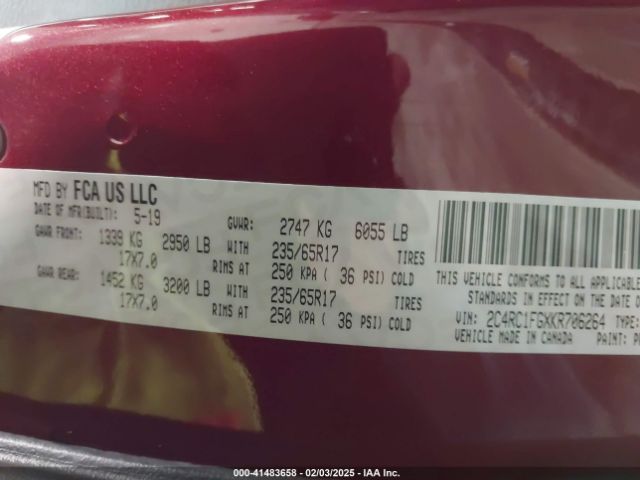 MFD BY FCA US LLC
DATE OF MFR(BUILT): 5-19 GVWR: 2747 KG 6055 LB
GAWR FRONT: 1339 KG 2950 LB WITH 235/65R17 TIRES
17X7.0 RIMS AT 250 KPA ( 36 PSI) COLD
GAWR REAR: 1452 KG 3200 LB WITH 235/65R17 TIRES
17X7.0 RIMS AT 250 KPA ( 36 PSI) COLD
THIS VEHICLE CONFORMS TO ALL
STANDARDS IN EFFECT ON THE DATE
VIN: 2C4RC1FGXKR706264 TYPE:
VEHICLE MADE IN CANADA PAINT:
IAAI: #41483658 - 02/03/2025 - IAAI.COM